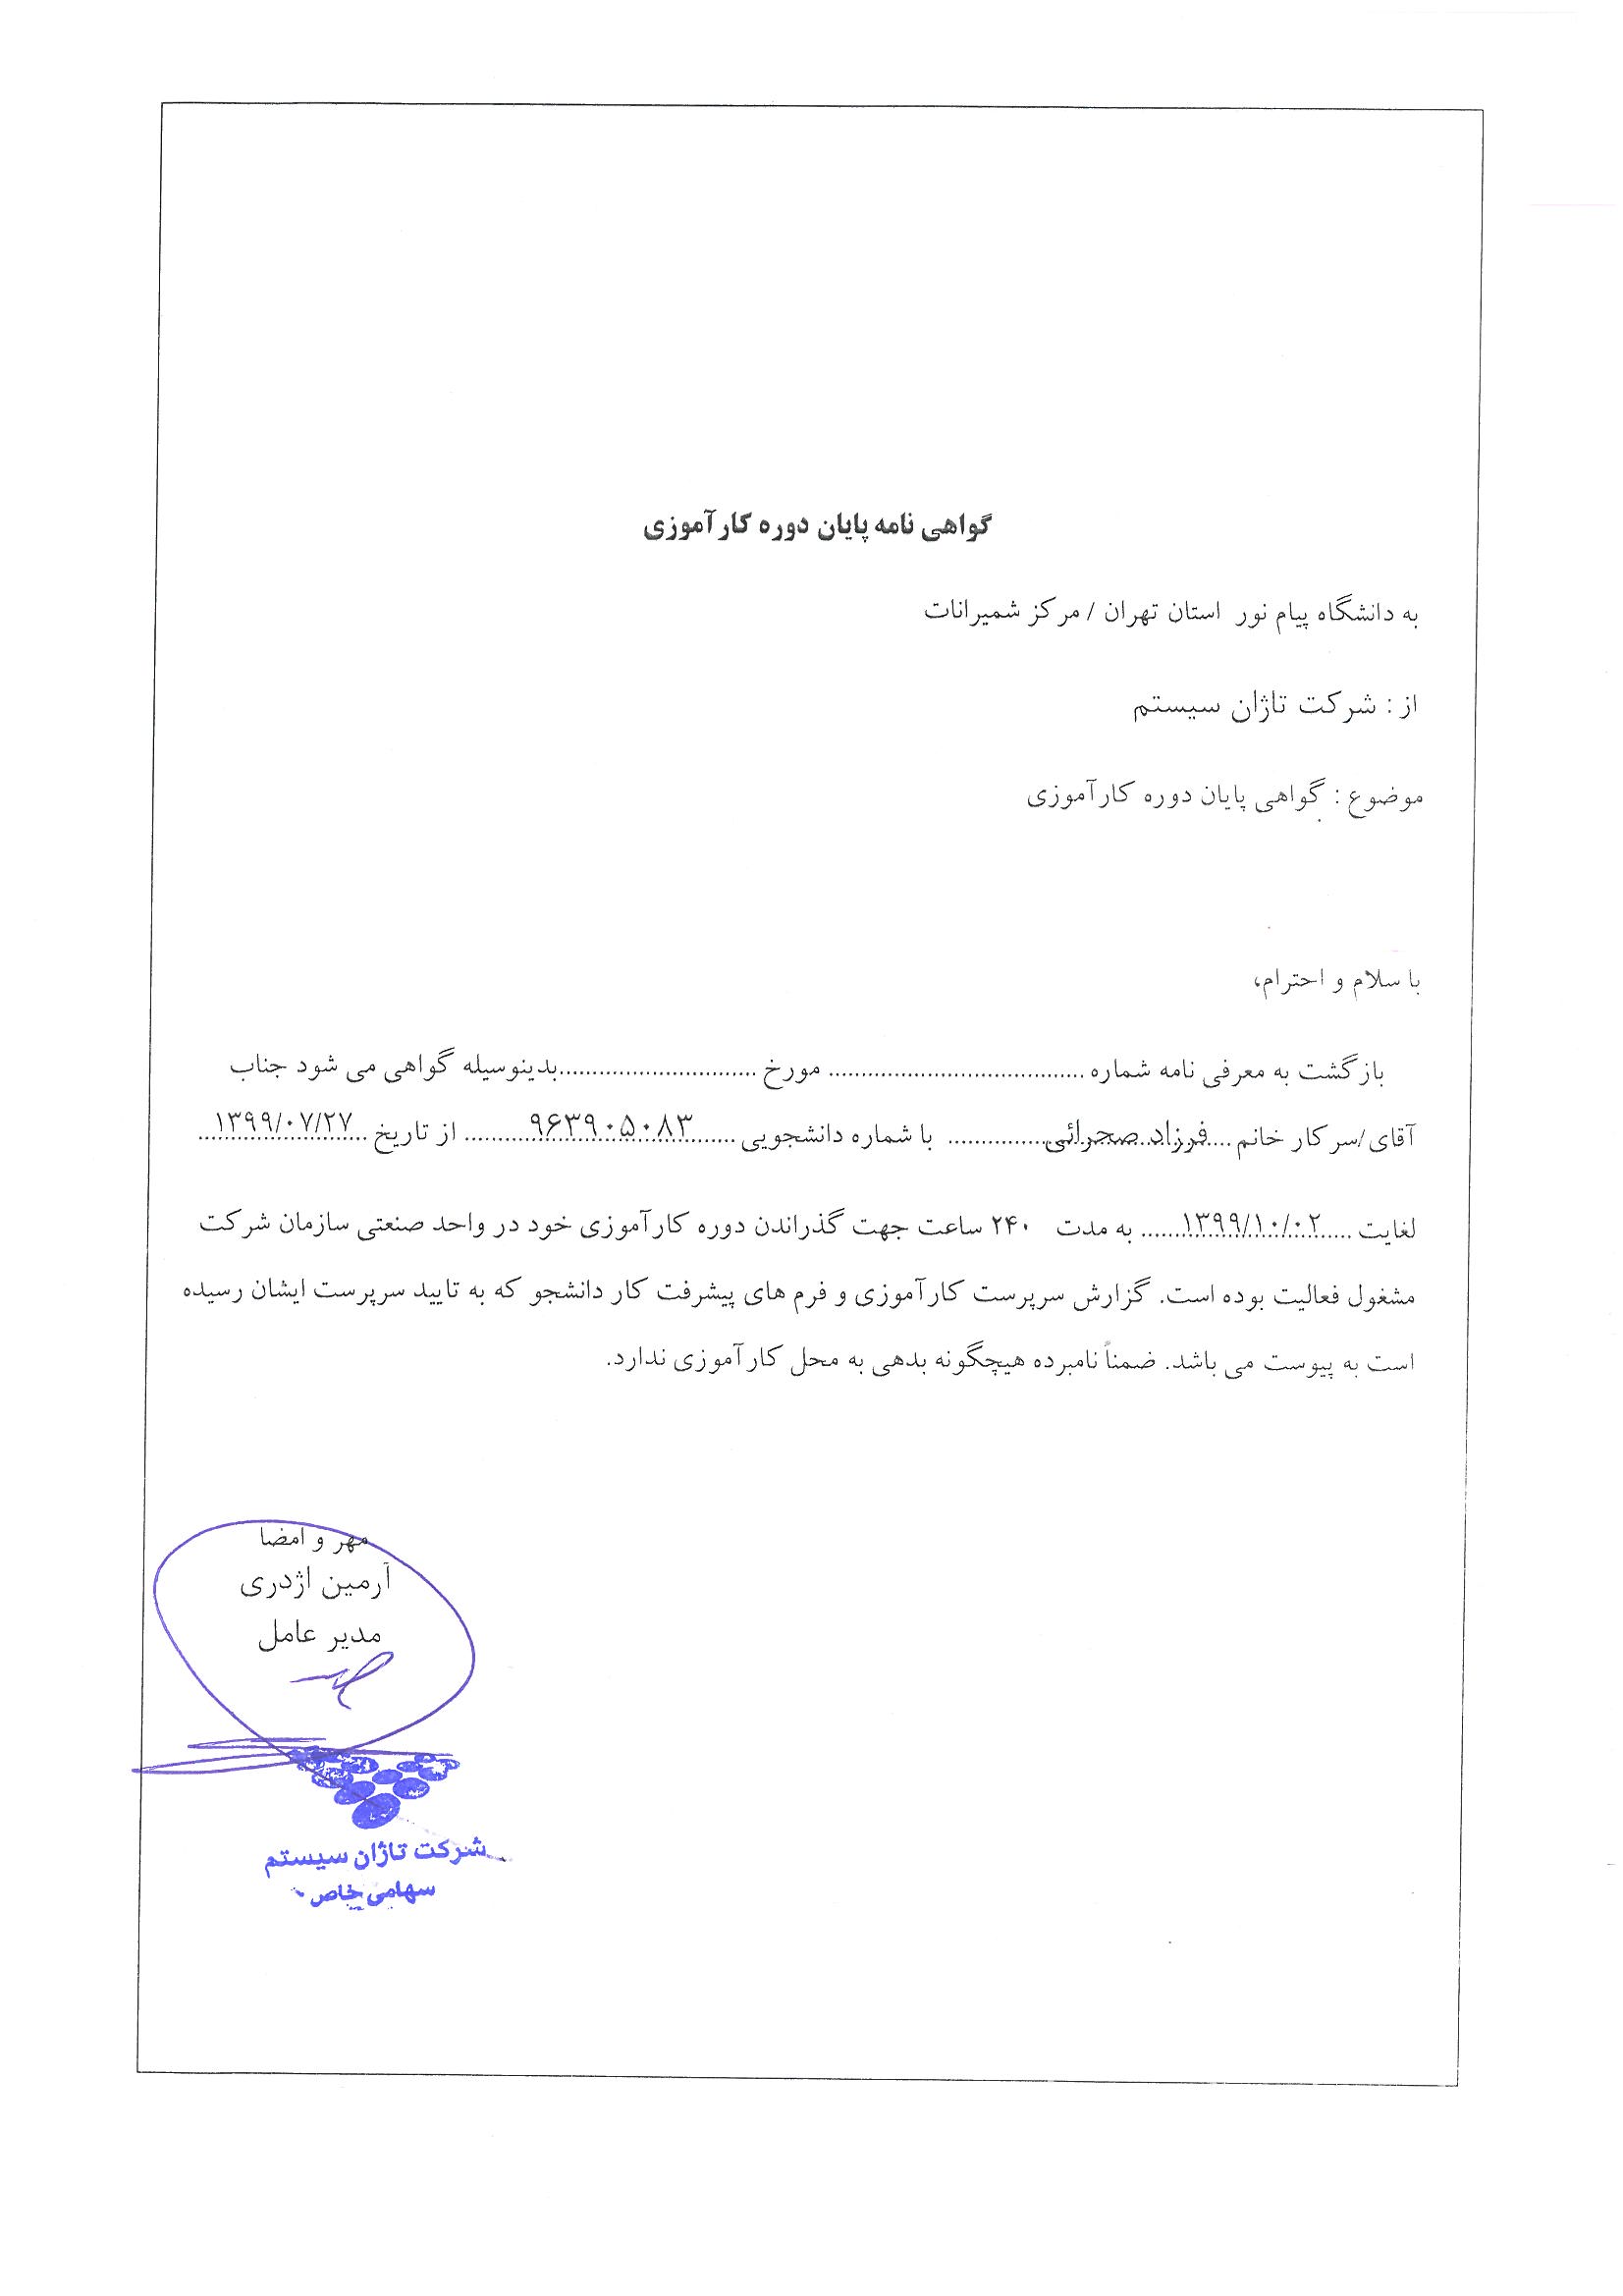 گواهی نامه پایان دوره کارآموزی
به دانشگاه پیام نور استان تهران / مرکز شمیرانات
از : شرکت تاژان سیستم
موضوع : گواهی پایان دوره کارآموزی
با سلام و احترام،
بازگشت به معرفی نامه شماره ....................................... مورخ ..............................بدینوسیله گواهی می شود جناب
آقای/سرکار خانم ....فرزاد صحرائی............... با شماره دانشجویی .......۹۶۳۹۰۵۰۸۳........... از تاریخ ....۱۳۹۹/۰۷/۲۷....
لغایت .....۱۳۹۹/۱۰/۰۲...... به مدت ۲۴۰ ساعت جهت گذراندن دوره کارآموزی خود در واحد صنعتی سازمان شرکت
مشغول فعالیت بوده است. گزارش سرپرست کارآموزی و فرم های پیشرفت کار دانشجو که به تایید سرپرست ایشان رسیده
است به پیوست می باشد. ضمناً نامبرده هیچگونه بدهی به محل کارآموزی ندارد.
مهر و امضا
آرمین اژدری
مدیر عامل
شرکت تاژان سیستم
سهامی خاص